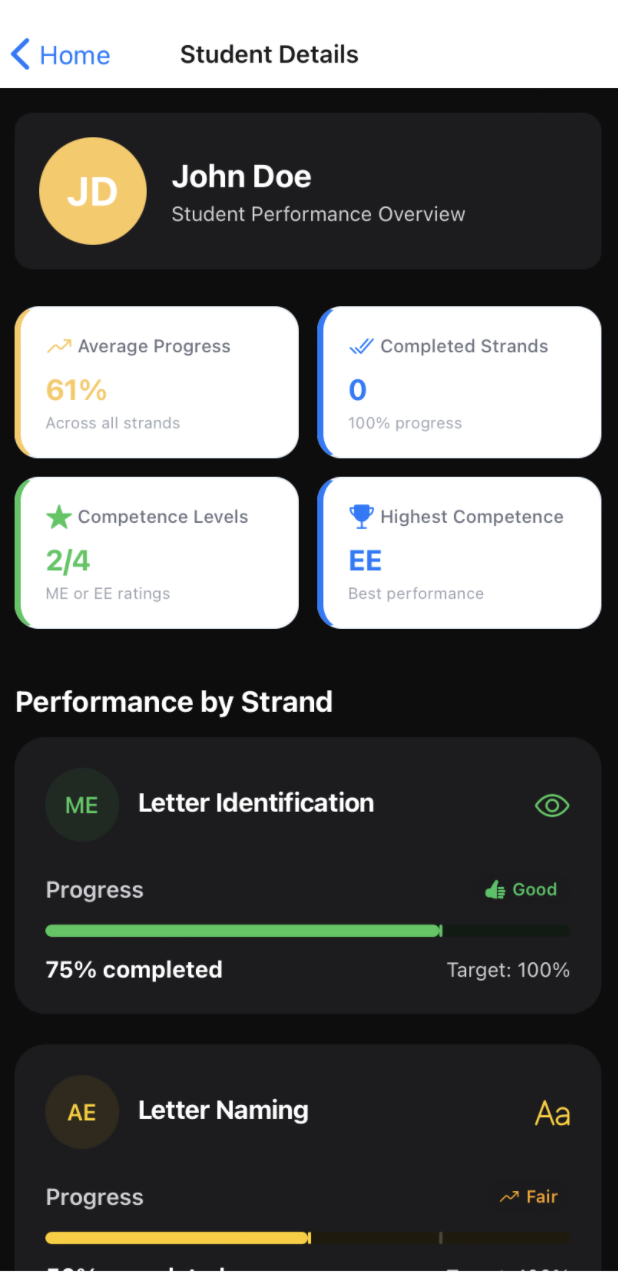 Home Student Details
JD
John Doe
Student Performance Overview
Average Progress
61%
Across all strands
Completed Strands
0
100% progress
Competence Levels
2/4
ME or EE ratings
Highest Competence
EE
Best performance
Performance by Strand
ME Letter Identification
Progress Good
75% completed Target: 100%
AE Letter Naming Aa
Progress Fair